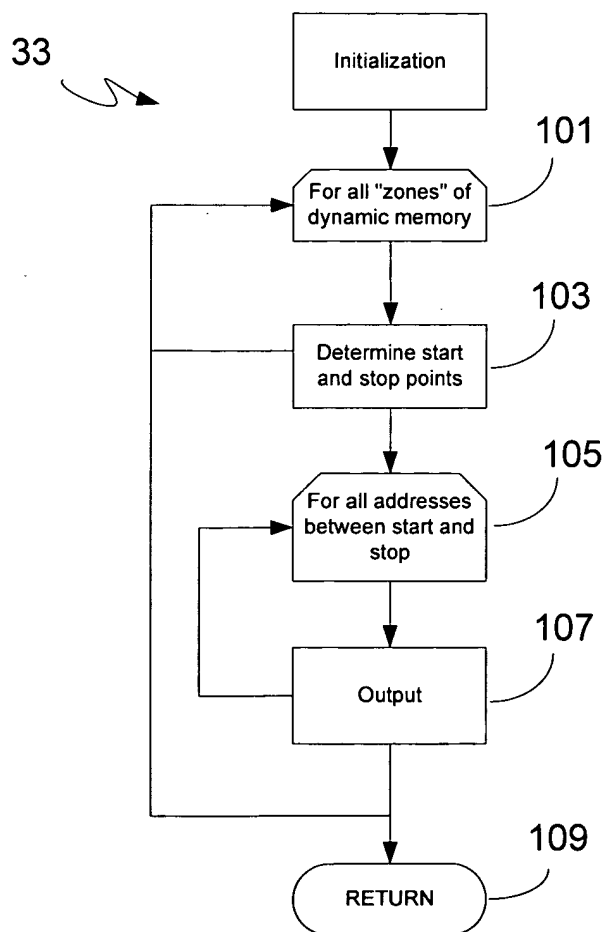 33
Initialization
101
For all "zones" of
dynamic memory
103
Determine start
and stop points
105
For all addresses
between start and
stop
107
Output
109
RETURN